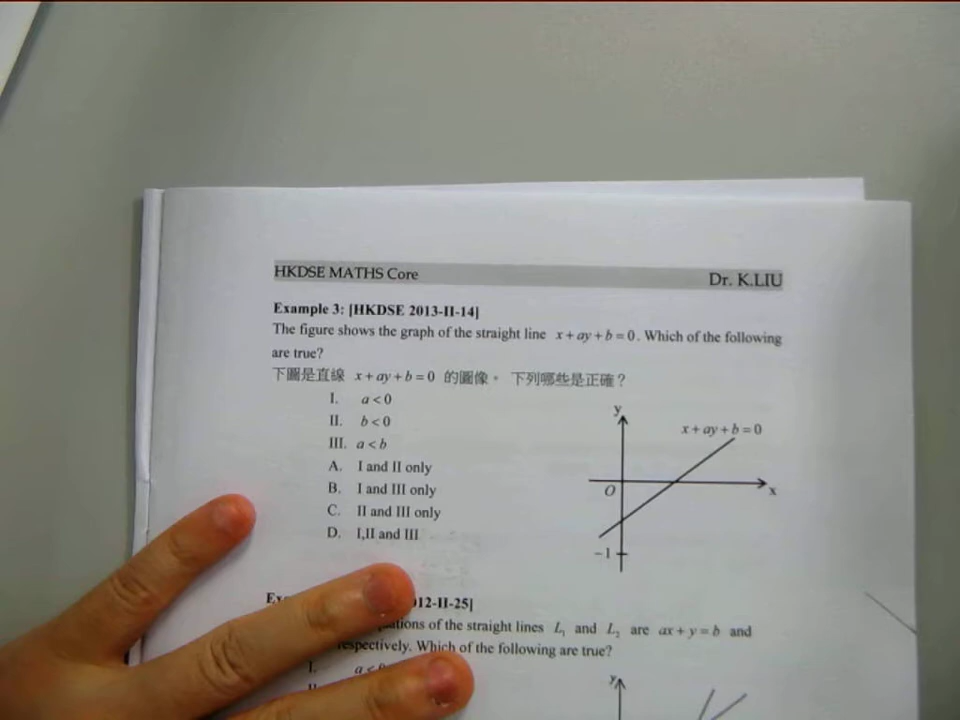 HKDSE MATHS Core Dr. K.LIU
Example 3: [HKDSE 2013-II-14]
The figure shows the graph of the straight line x + ay + b = 0. Which of the following
are true?
下圖是直線 x + ay + b = 0 的圖像。 下列哪些是正確？
I. a < 0
II. b < 0
III. a < b
A. I and II only
B. I and III only
C. II and III only
D. I,II and III
y
x + ay + b = 0
O
x
−1
12-II-25]
of the straight lines L₁ and L₂ are ax + y = b and
Which of the following are true?
I.
y